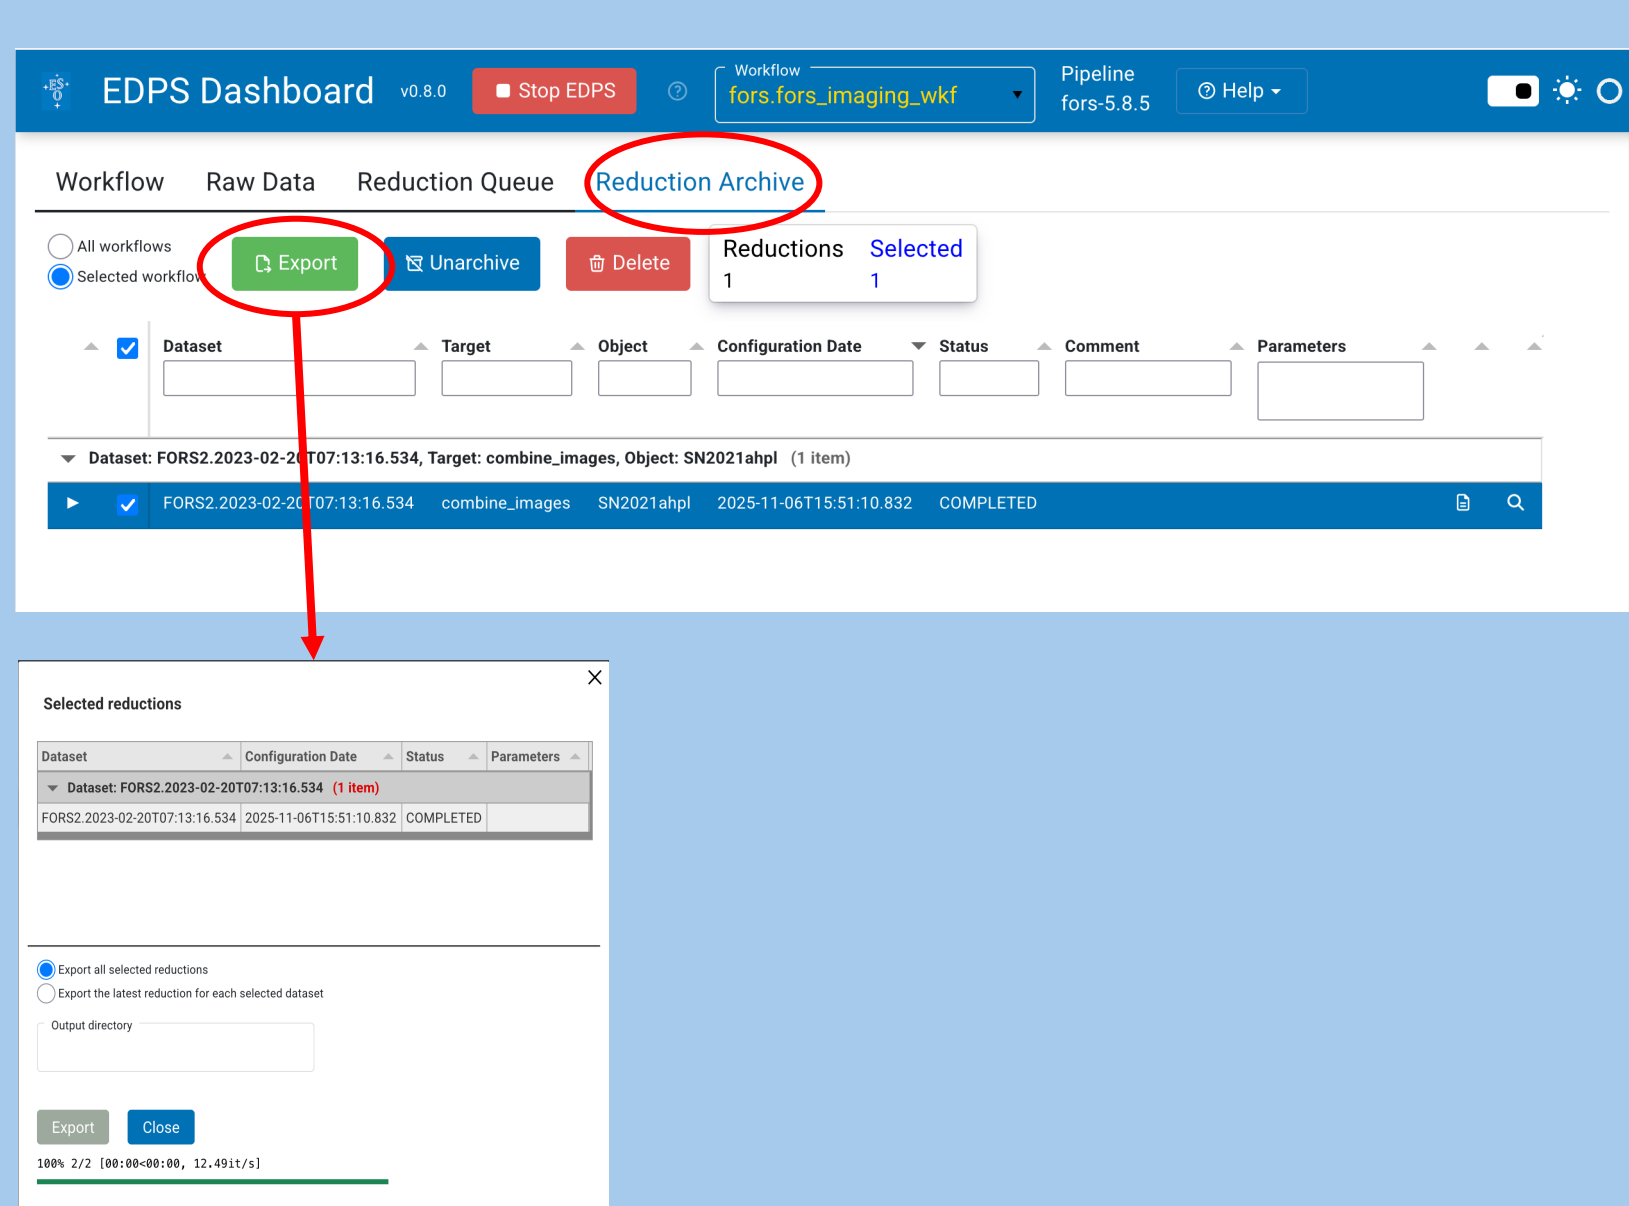 ESO EDPS Dashboard v0.8.0 Stop EDPS Workflow fors.fors_imaging_wkf Pipeline fors-5.8.5 Help
Workflow Raw Data Reduction Queue Reduction Archive
All workflows
Selected workflow
Export Unarchive Delete
Reductions Selected
1 1
Dataset Target Object Configuration Date Status Comment Parameters
Dataset: FORS2.2023-02-20T07:13:16.534, Target: combine_images, Object: SN2021ahpl (1 item)
FORS2.2023-02-20T07:13:16.534 combine_images SN2021ahpl 2025-11-06T15:51:10.832 COMPLETED
Selected reductions
Dataset Configuration Date Status Parameters
Dataset: FORS2.2023-02-20T07:13:16.534 (1 item)
FORS2.2023-02-20T07:13:16.534 2025-11-06T15:51:10.832 COMPLETED
Export all selected reductions
Export the latest reduction for each selected dataset
Output directory
Export Close
100% 2/2 [00:00<00:00, 12.49it/s]